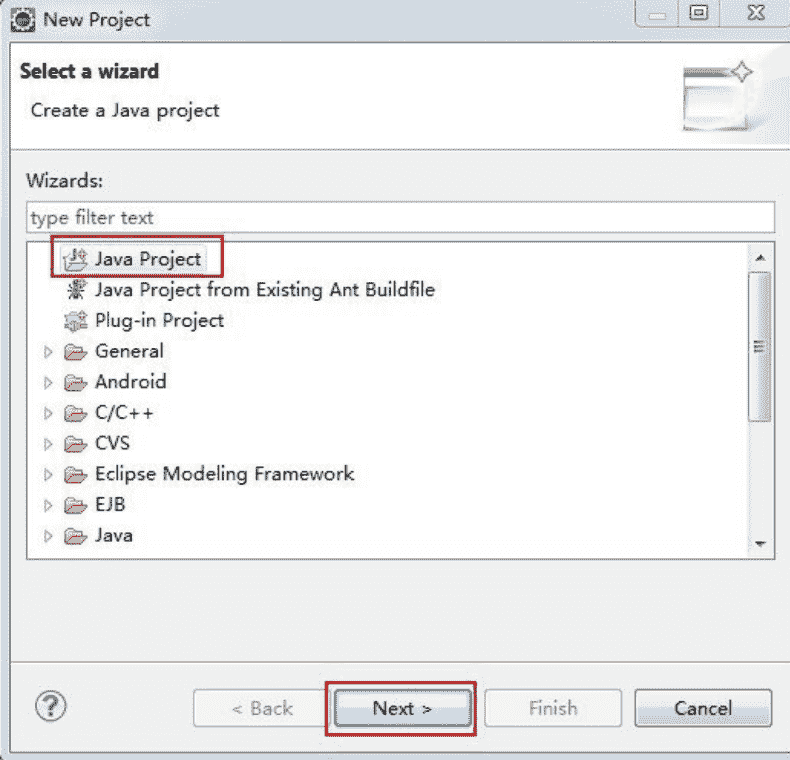 New Project
Select a wizard
Create a Java project
Wizards:
type filter text
Java Project
Java Project from Existing Ant Buildfile
Plug-in Project
General
Android
C/C++
CVS
Eclipse Modeling Framework
EJB
Java
? < Back Next > Finish Cancel